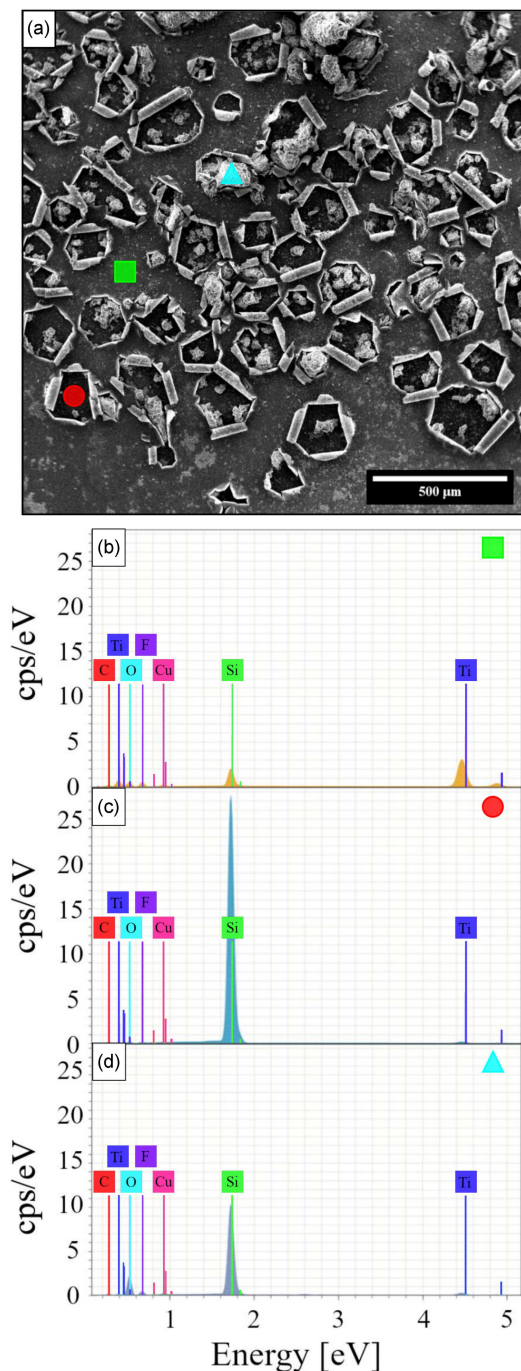 (a)
500 μm
(b)
25
20
15
10
5
0
cps/eV
Ti F
C O Cu Si Ti
(c)
25
20
15
10
5
0
cps/eV
Ti F
C O Cu Si Ti
(d)
25
20
15
10
5
0
cps/eV
Ti F
C O Cu Si Ti
1 2 3 4 5
Energy [eV]